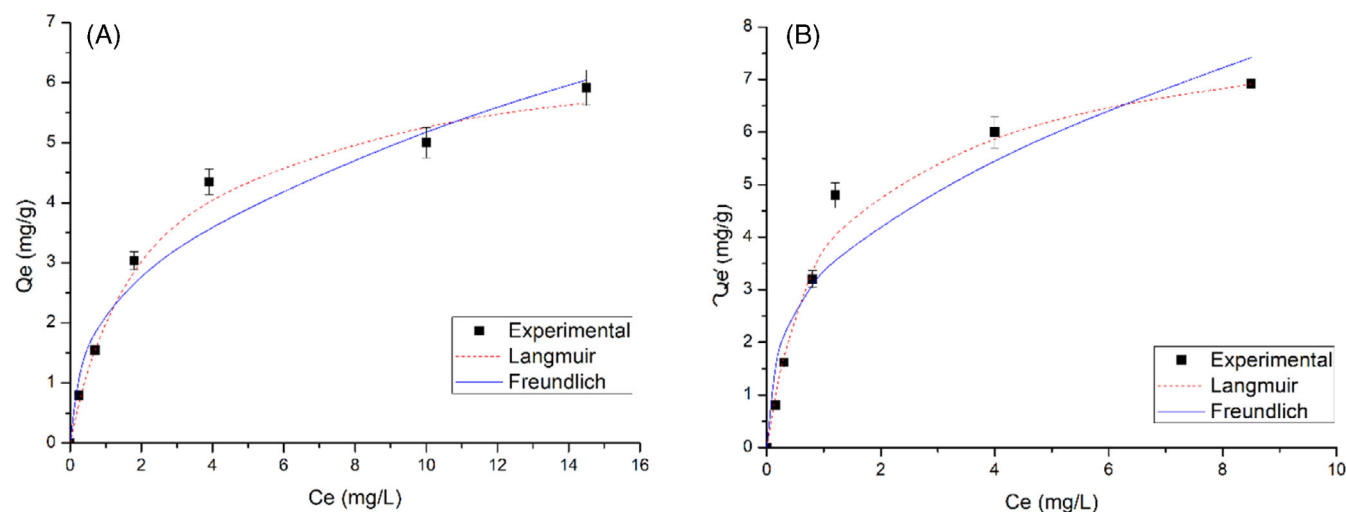 (A)
7
6
5
4
3
2
1
0
Qe (mg/g)
0 2 4 6 8 10 12 14 16
Ce (mg/L)
Experimental
Langmuir
Freundlich
(B)
8
7
6
5
4
3
2
1
0
(mg/g)
0 2 4 6 8 10
Ce (mg/L)
Experimental
Langmuir
Freundlich